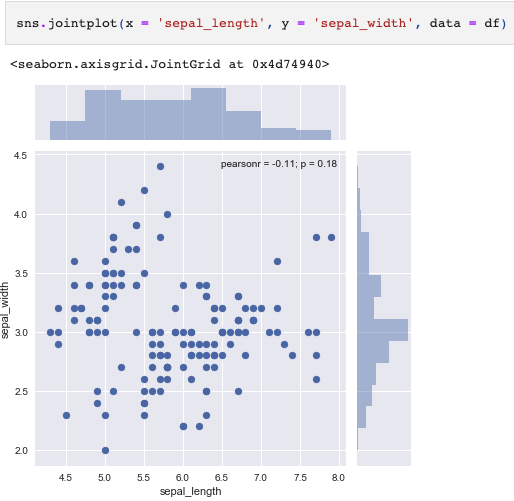 sns.jointplot(x = 'sepal_length', y = 'sepal_width', data = df)
<seaborn.axisgrid.JointGrid at 0x4d74940>
pearsonr = -0.11; p = 0.18
4.5
4.0
3.5
3.0
2.5
2.0
sepal_width
4.5 5.0 5.5 6.0 6.5 7.0 7.5 8.0
sepal_length